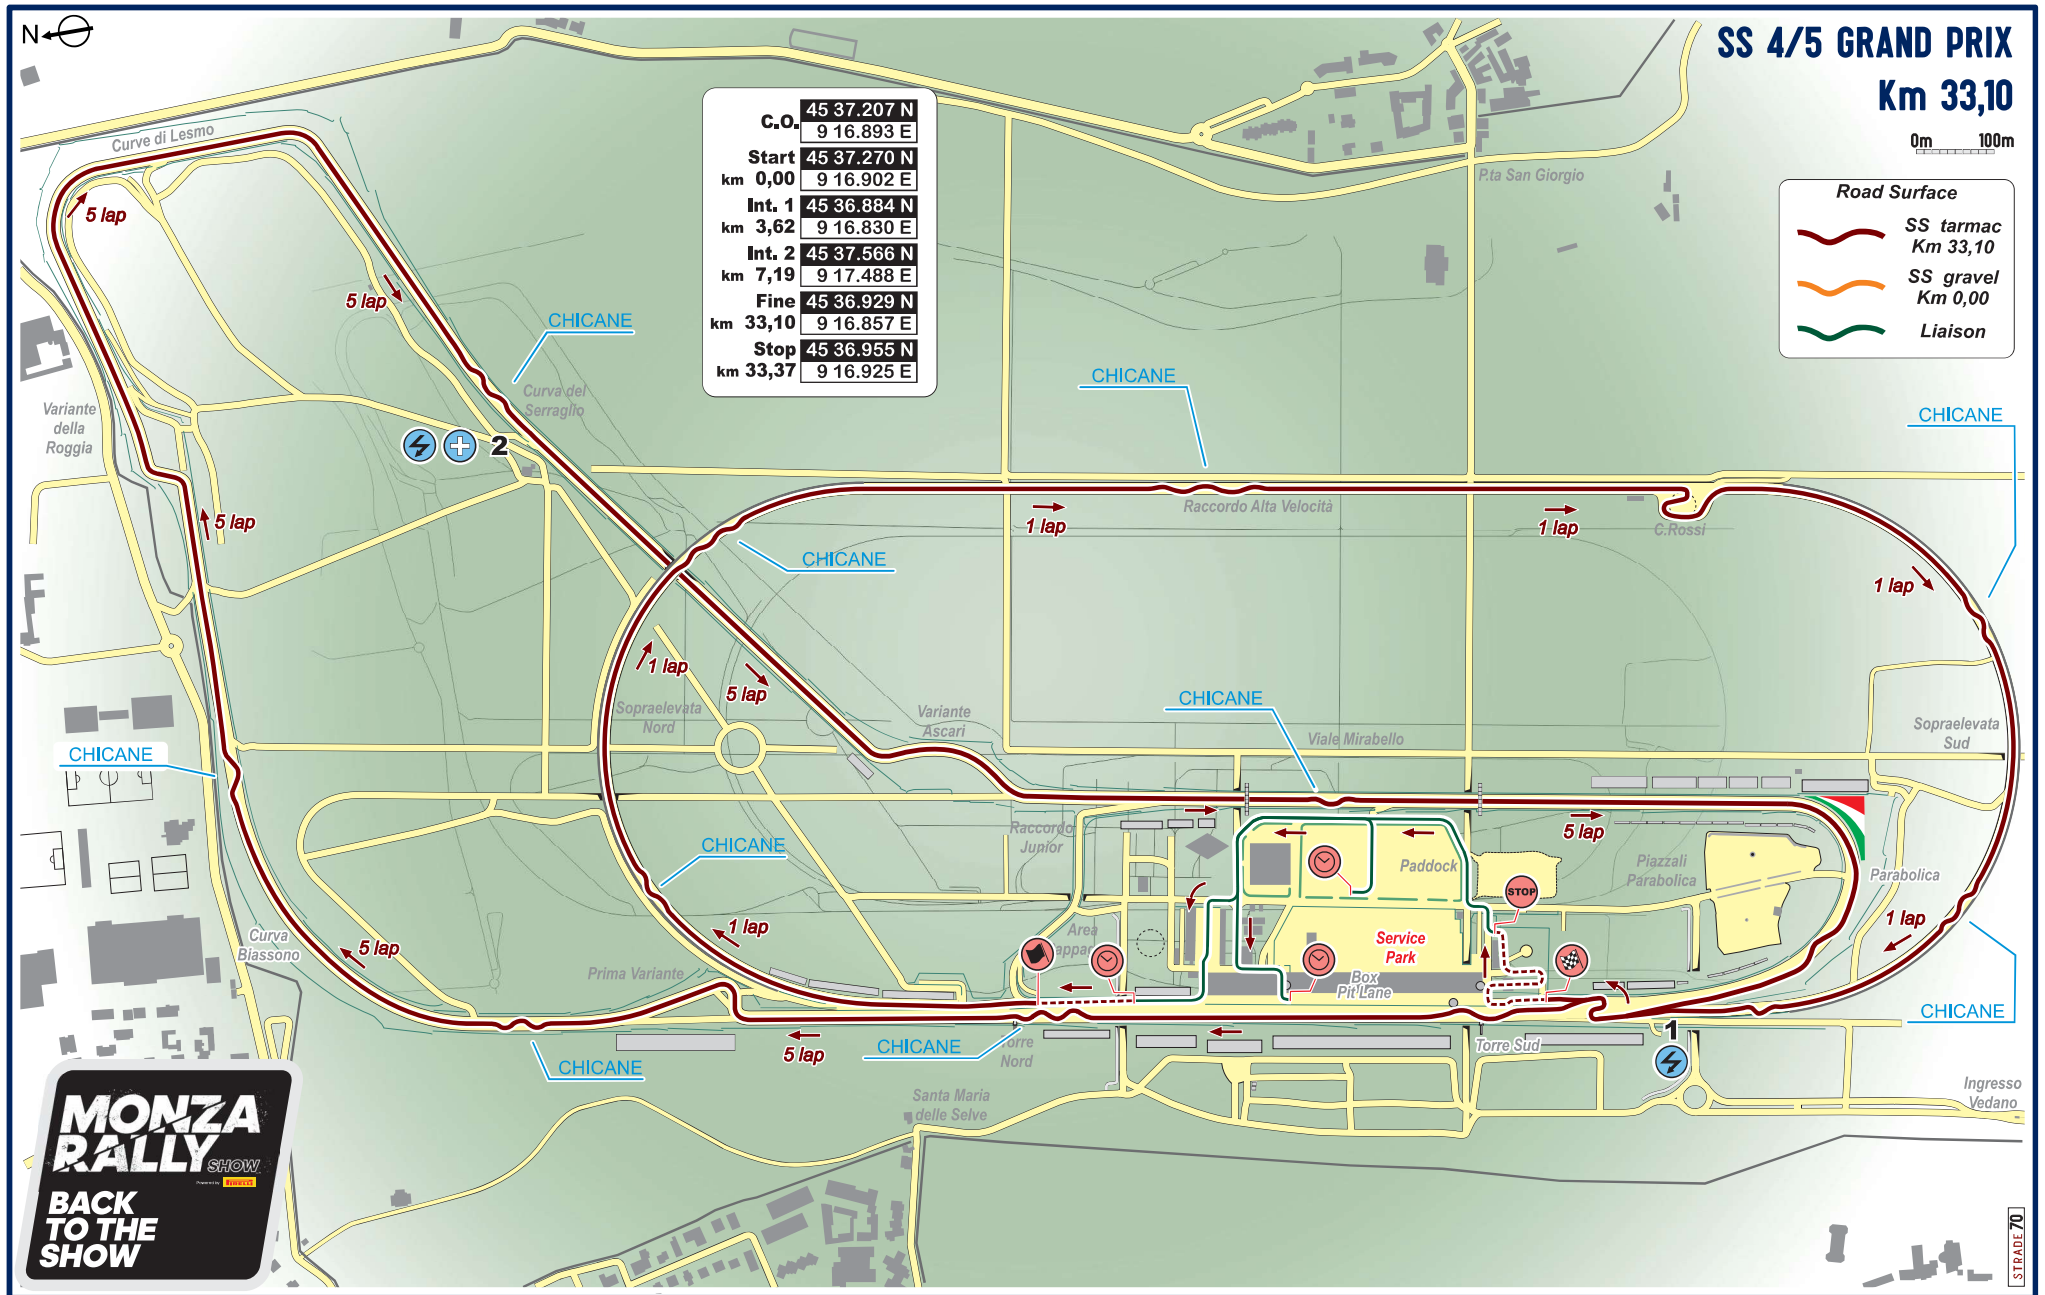 N
SS 4/5 GRAND PRIX
Km 33,10
0m 100m
Road Surface
SS tarmac
Km 33,10
SS gravel
Km 0,00
Liaison
C.O. 45 37.207 N
9 16.893 E
Start 45 37.270 N
km 0,00 9 16.902 E
Int. 1 45 36.884 N
km 3,62 9 16.830 E
Int. 2 45 37.566 N
km 7,19 9 17.488 E
Fine 45 36.929 N
km 33,10 9 16.857 E
Stop 45 36.955 N
km 33,37 9 16.925 E
Curve di Lesmo
5 lap
5 lap
P.ta San Giorgio
CHICANE
CHICANE
CHICANE
Curva del
Serraglio
Variante
della
Roggia
2
5 lap
Raccordo Alta Velocità
1 lap
1 lap
C.Rossi
CHICANE
1 lap
1 lap
5 lap
Sopraelevata
Nord
Variante
Ascari
CHICANE
Viale Mirabello
Sopraelevata
Sud
CHICANE
Raccordo
Junior
5 lap
CHICANE
Paddock
Piazzali
Parabolica
Parabolica
STOP
1 lap
1 lap
5 lap
Curva
Biassono
Area
Service
Park
Prima Variante
Box
Pit Lane
CHICANE
1
5 lap
CHICANE
Torre
Nord
Torre Sud
CHICANE
Santa Maria
delle Selve
Ingresso
Vedano
MONZA
RALLY
SHOW
Powered by PIRELLI
BACK
TO THE
SHOW
STRADE 70